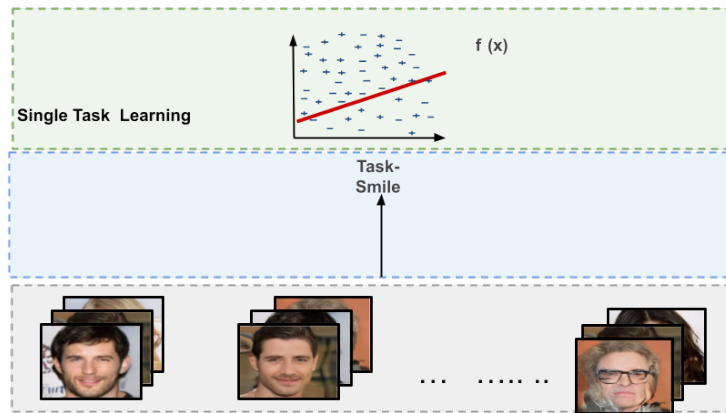 f (x)
Single Task Learning
Task-
Smile
... ..... ..